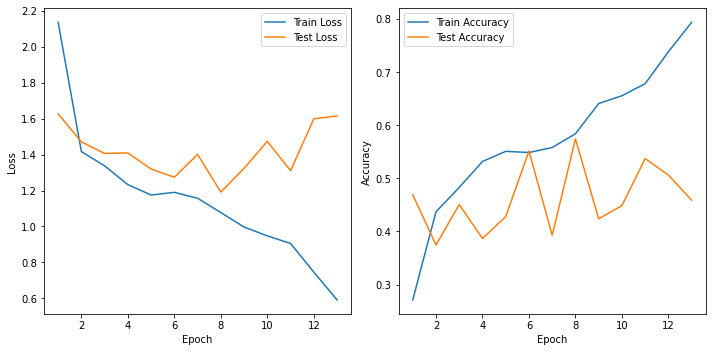 2.2
2.0
1.8
1.6
1.4
1.2
1.0
0.8
0.6
Loss
2 4 6 8 10 12
Epoch
Train Loss
Test Loss
0.8
0.7
0.6
0.5
0.4
0.3
Accuracy
2 4 6 8 10 12
Epoch
Train Accuracy
Test Accuracy